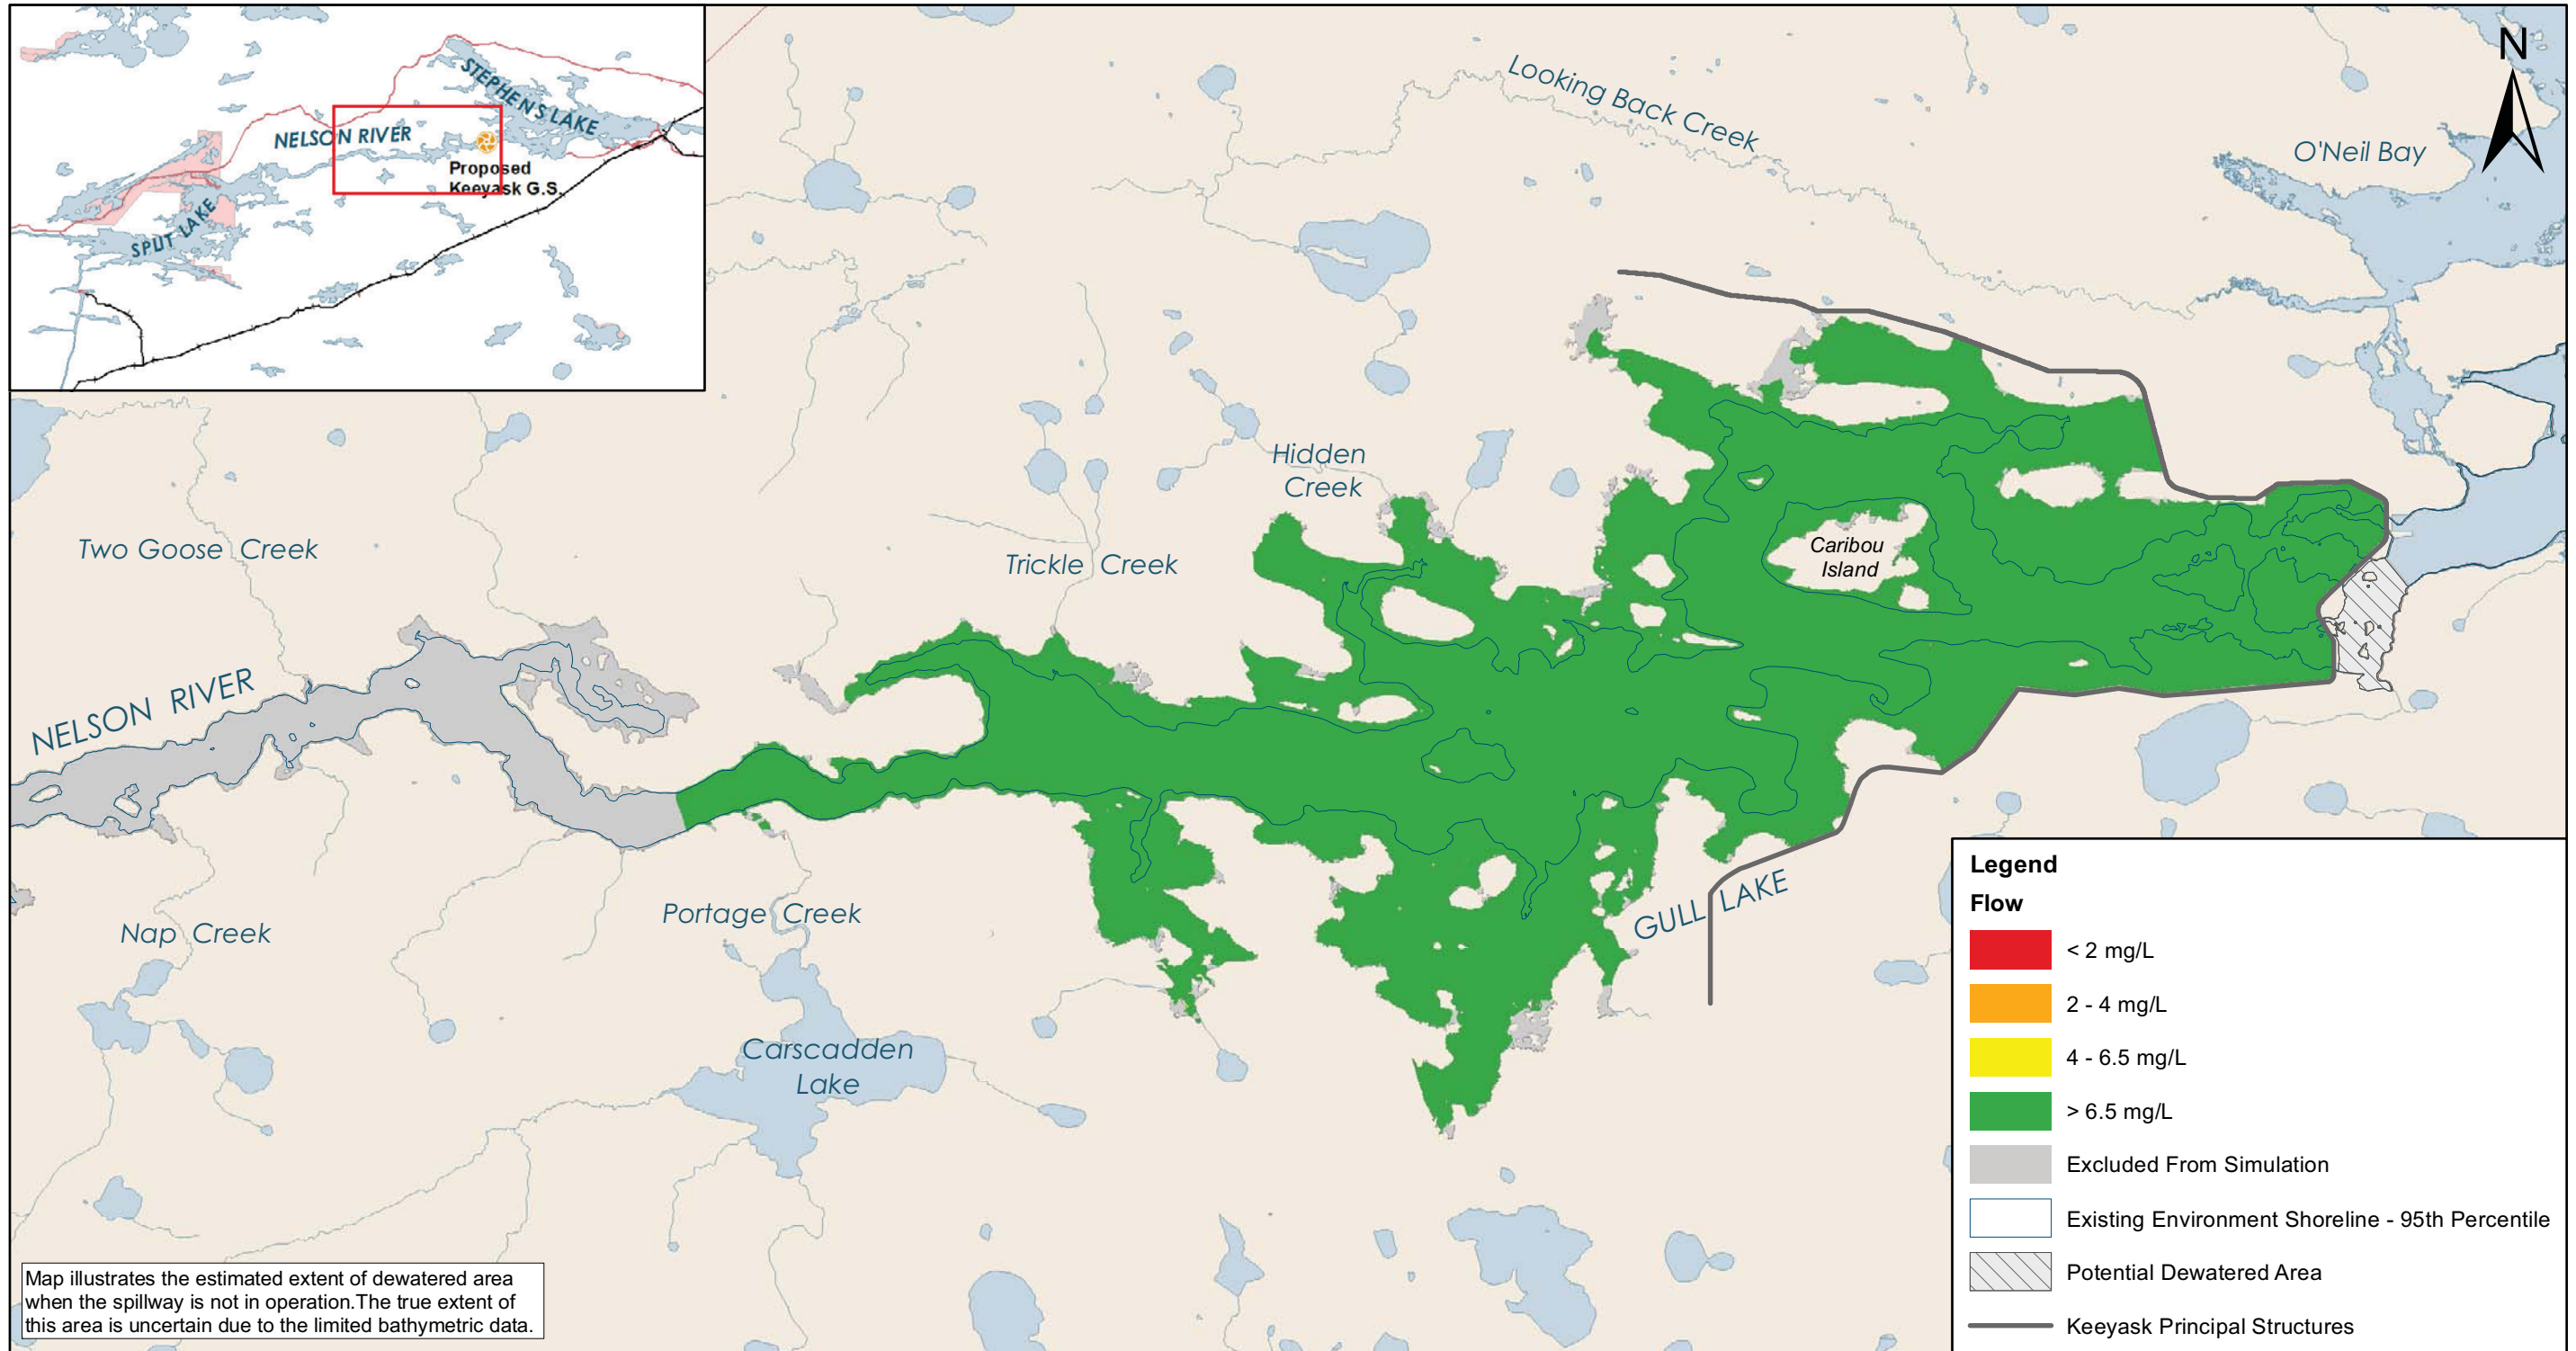 STEPHENS LAKE
NELSON RIVER
Proposed
Keeyask G.S.
SPLIT LAKE
N
Looking Back Creek
O'Neil Bay
Hidden
Creek
Two Goose Creek
Trickle Creek
Caribou
Island
NELSON RIVER
Portage Creek
GULL LAKE
Nap Creek
Carscadden
Lake
Legend
Flow
< 2 mg/L
2 - 4 mg/L
4 - 6.5 mg/L
> 6.5 mg/L
Excluded From Simulation
Existing Environment Shoreline - 95th Percentile
Potential Dewatered Area
Keeyask Principal Structures
Map illustrates the estimated extent of dewatered area
when the spillway is not in operation.The true extent of
this area is uncertain due to the limited bathymetric data.